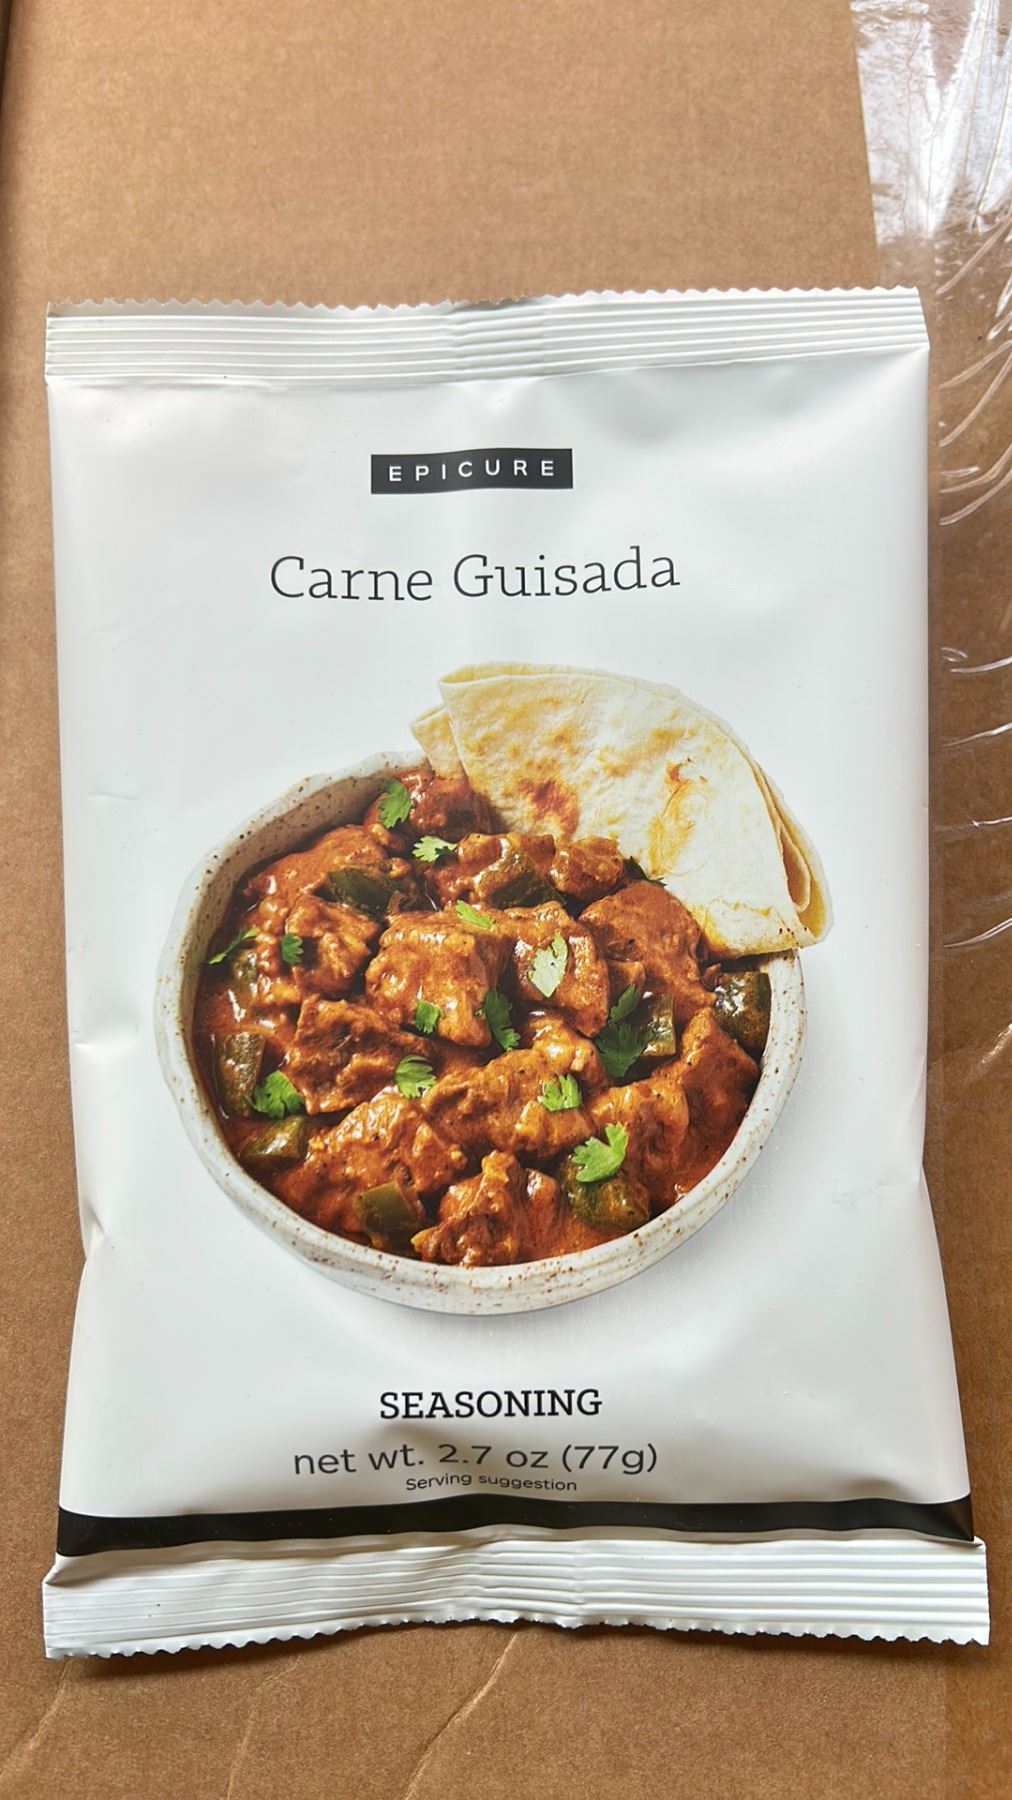 EPICURE
Carne Guisada
SEASONING
net wt. 2.7 oz (77g)
Serving suggestion